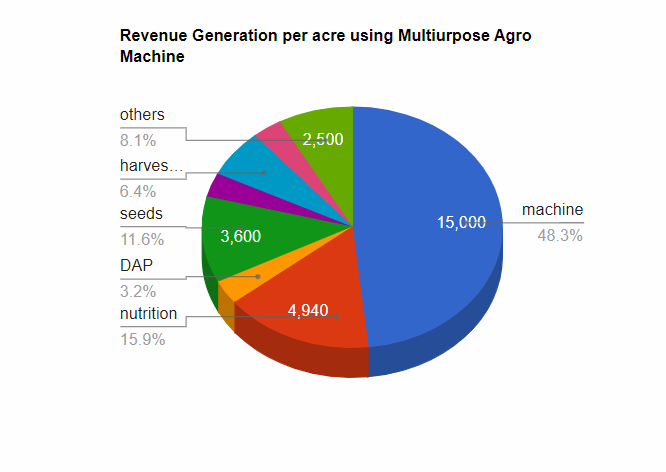 Revenue Generation per acre using Multiurpose Agro
Machine
others
8.1%
harves…
6.4%
seeds
11.6%
DAP
3.2%
nutrition
15.9%
2,500
15,000
3,600
4,940
machine
48.3%